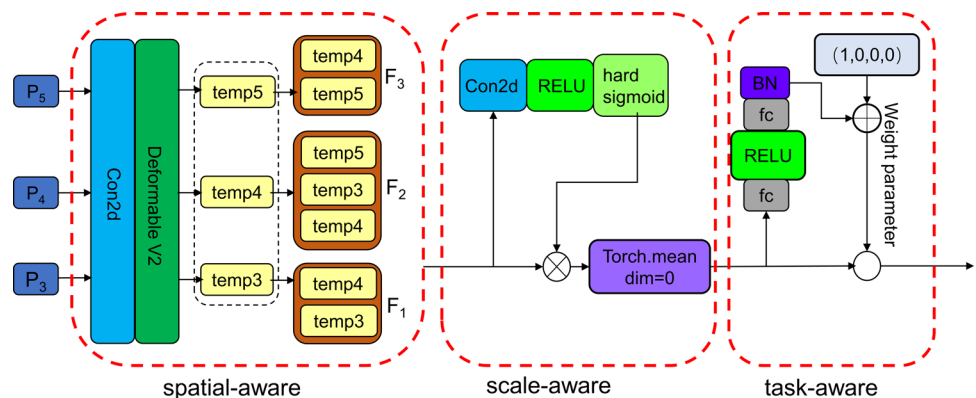 P5
P4
P3
Con2d
Deformable V2
temp5
temp4
temp3
temp4
temp5
F3
temp5
temp3
temp4
F2
temp4
temp3
F1
spatial-aware
Con2d
RELU
hard
sigmoid
Torch.mean
dim=0
scale-aware
(1,0,0,0)
BN
fc
RELU
fc
Weight parameter
task-aware